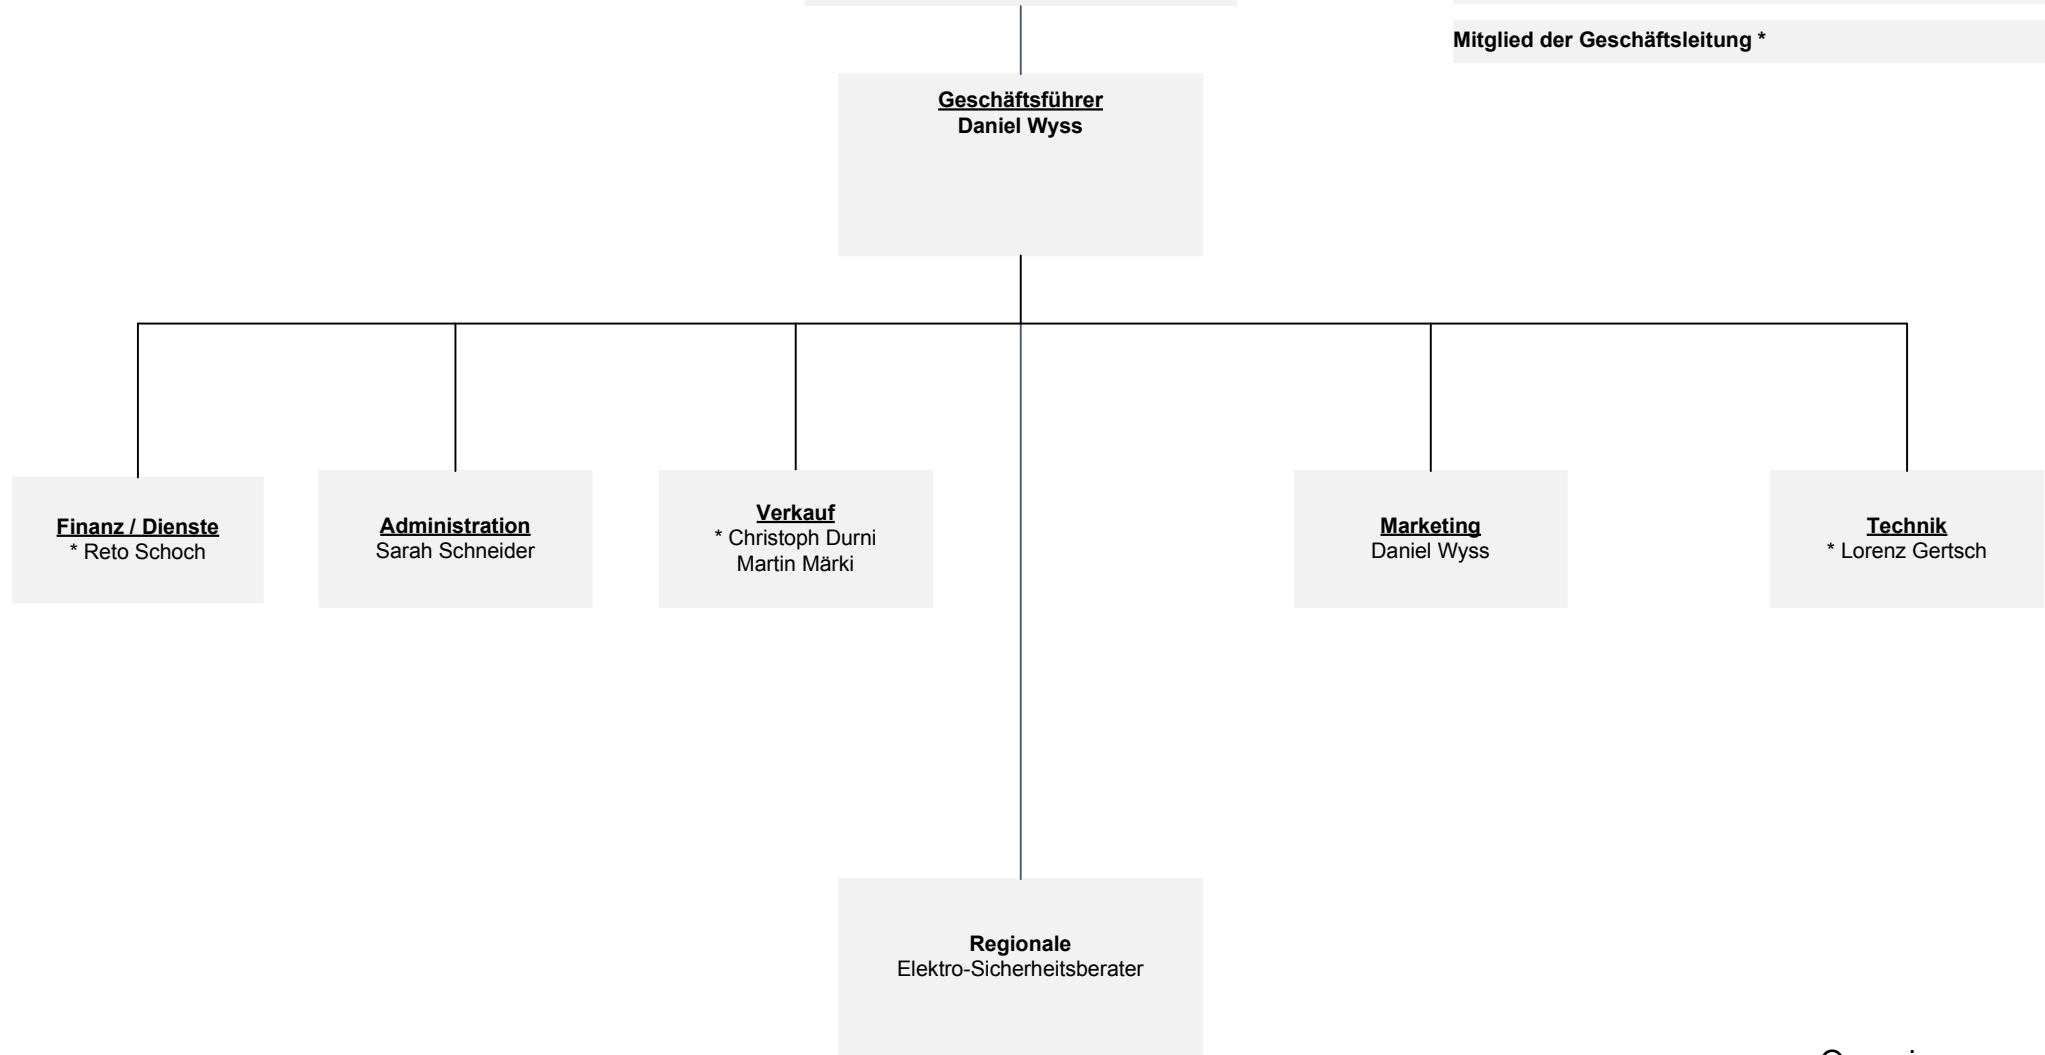 Mitglied der Geschäftsleitung *
Geschäftsführer
Daniel Wyss
Finanz / Dienste
* Reto Schoch
Administration
Sarah Schneider
Verkauf
* Christoph Durni
Martin Märki
Marketing
Daniel Wyss
Technik
* Lorenz Gertsch
Regionale
Elektro-Sicherheitsberater